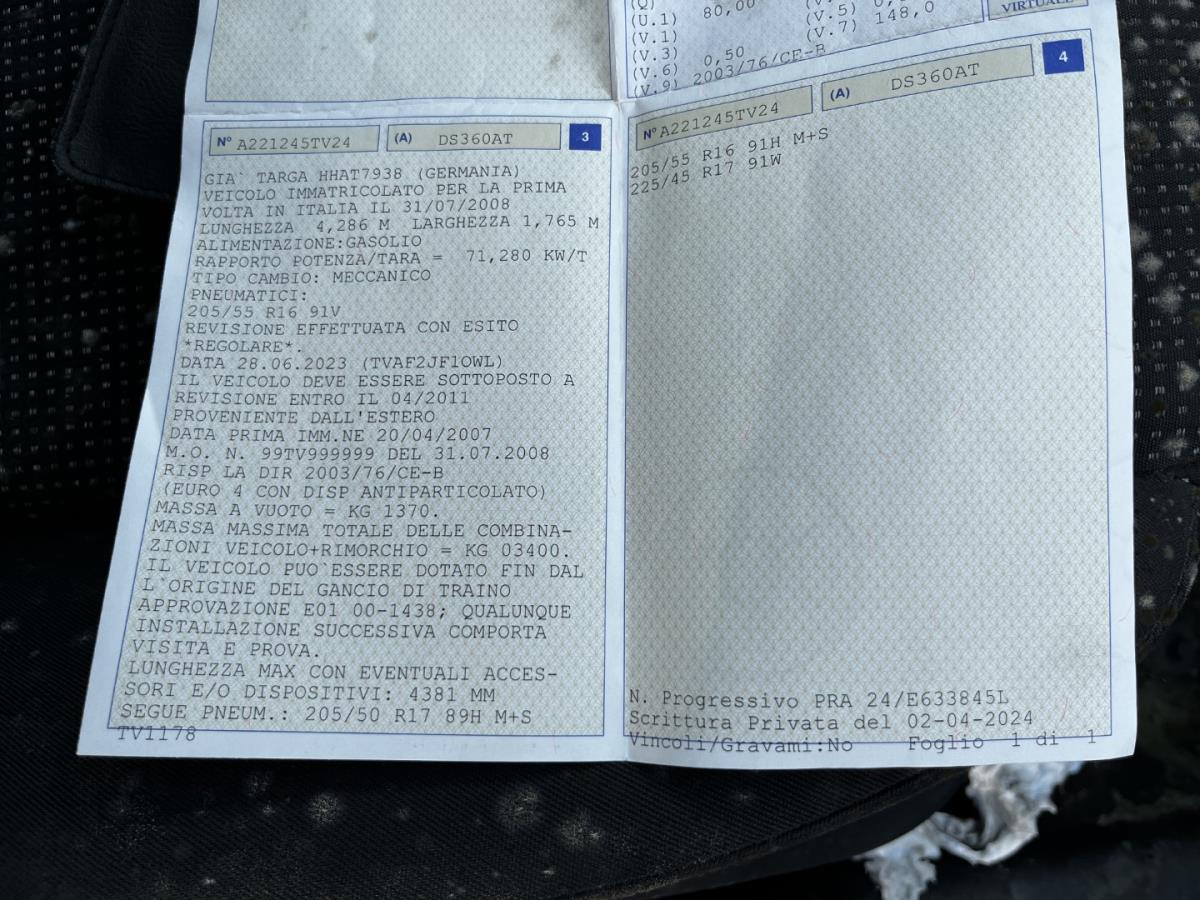 (Q)
(U.1) 80,00
(V.1)
(V.3)
(V.5)
(V.6) 0,50
(V.7) 148,0
(V.9) 2003/76/CE-B
VIRTUALE
N° A221245TV24 (A) DS360AT 3
GIA` TARGA HHAT7938 (GERMANIA)
VEICOLO IMMATRICOLATO PER LA PRIMA
VOLTA IN ITALIA IL 31/07/2008
LUNGHEZZA 4,286 M LARGHEZZA 1,765 M
ALIMENTAZIONE:GASOLIO
RAPPORTO POTENZA/TARA = 71,280 KW/T
TIPO CAMBIO: MECCANICO
PNEUMATICI:
205/55 R16 91V
REVISIONE EFFETTUATA CON ESITO
*REGOLARE*.
DATA 28.06.2023 (TVAF2JF1OWL)
IL VEICOLO DEVE ESSERE SOTTOPOSTO A
REVISIONE ENTRO IL 04/2011
PROVENIENTE DALL'ESTERO
DATA PRIMA IMM.NE 20/04/2007
M.O. N. 99TV999999 DEL 31.07.2008
RISP LA DIR 2003/76/CE-B
(EURO 4 CON DISP ANTIPARTICOLATO)
MASSA A VUOTO = KG 1370.
MASSA MASSIMA TOTALE DELLE COMBINA-
ZIONI VEICOLO+RIMORCHIO = KG 03400.
IL VEICOLO PUO`ESSERE DOTATO FIN DAL
L`ORIGINE DEL GANCIO DI TRAINO
APPROVAZIONE E01 00-1438; QUALUNQUE
INSTALLAZIONE SUCCESSIVA COMPORTA
VISITA E PROVA.
LUNGHEZZA MAX CON EVENTUALI ACCES-
SORI E/O DISPOSITIVI: 4381 MM
SEGUE PNEUM.: 205/50 R17 89H M+S
TV1178
N° A221245TV24 (A) DS360AT 4
205/55 R16 91H M+S
225/45 R17 91W
N. Progressivo PRA 24/E633845L
Scrittura Privata del 02-04-2024
Vincoli/Gravami:No Foglio 1 di 1